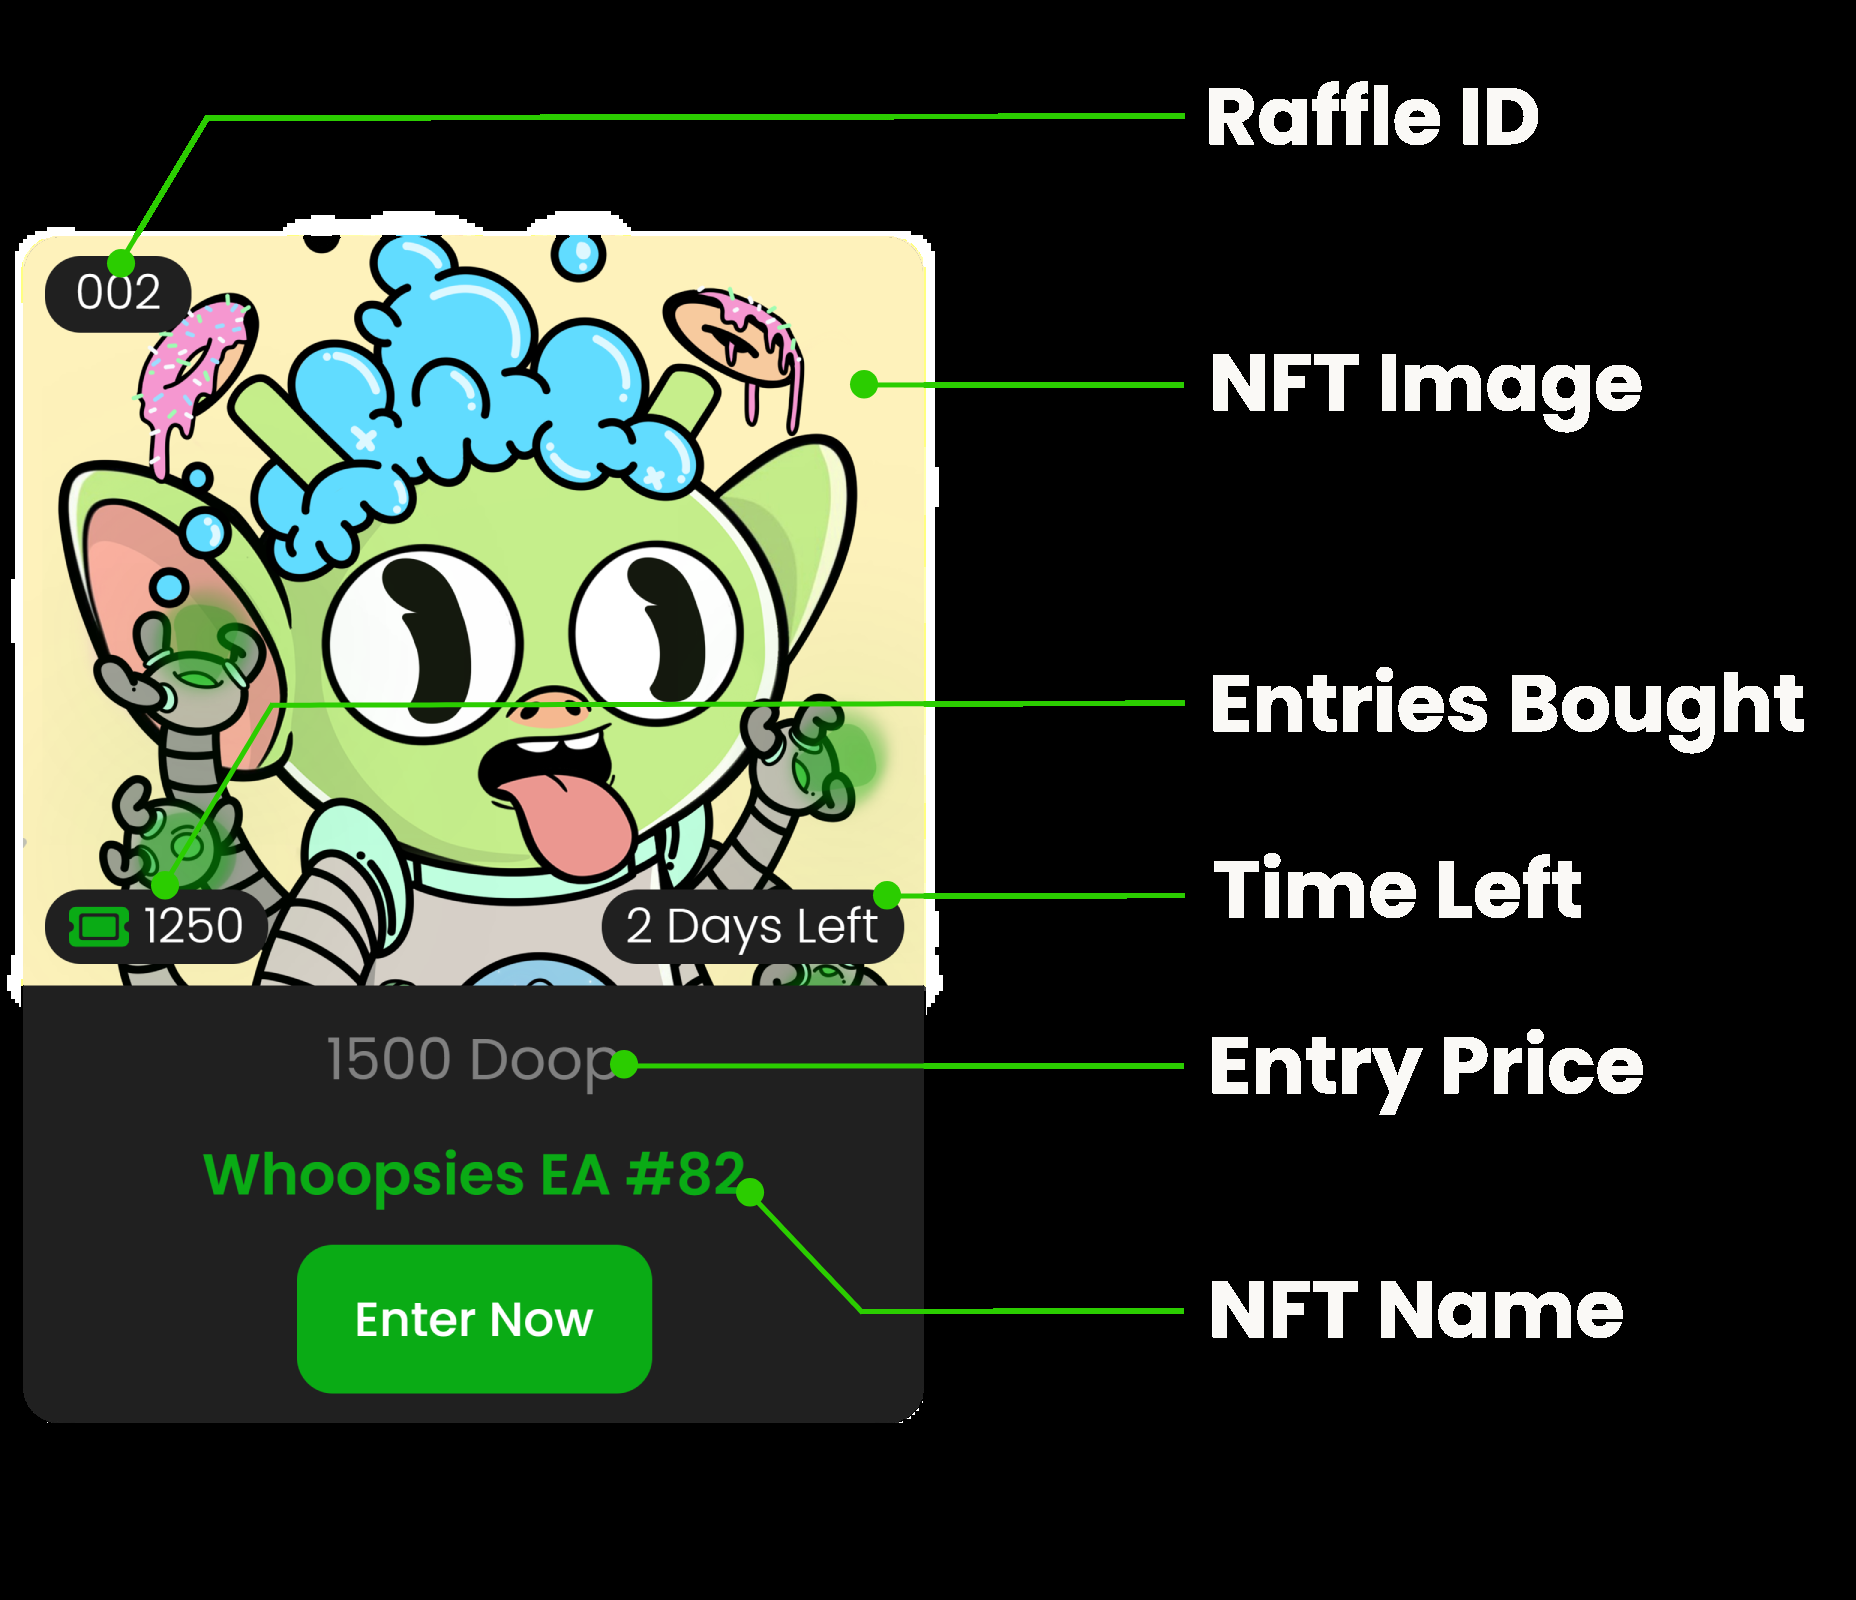 Raffle ID
002
NFT Image
Entries Bought
Time Left
1250
2 Days Left
1500 Doop
Entry Price
Whoopsies EA #82
NFT Name
Enter Now